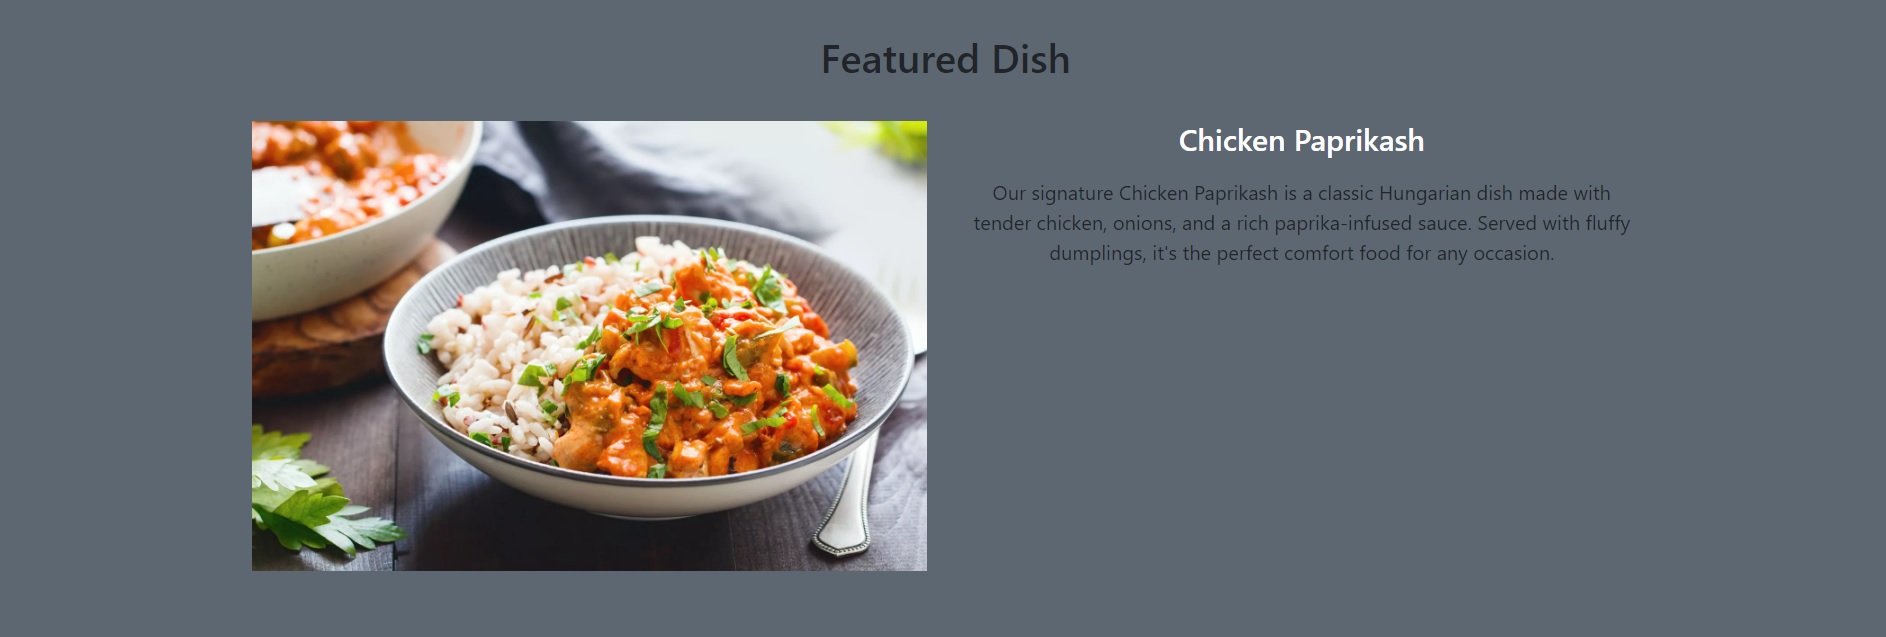 Featured Dish
Chicken Paprikash
Our signature Chicken Paprikash is a classic Hungarian dish made with
tender chicken, onions, and a rich paprika-infused sauce. Served with fluffy
dumplings, it's the perfect comfort food for any occasion.